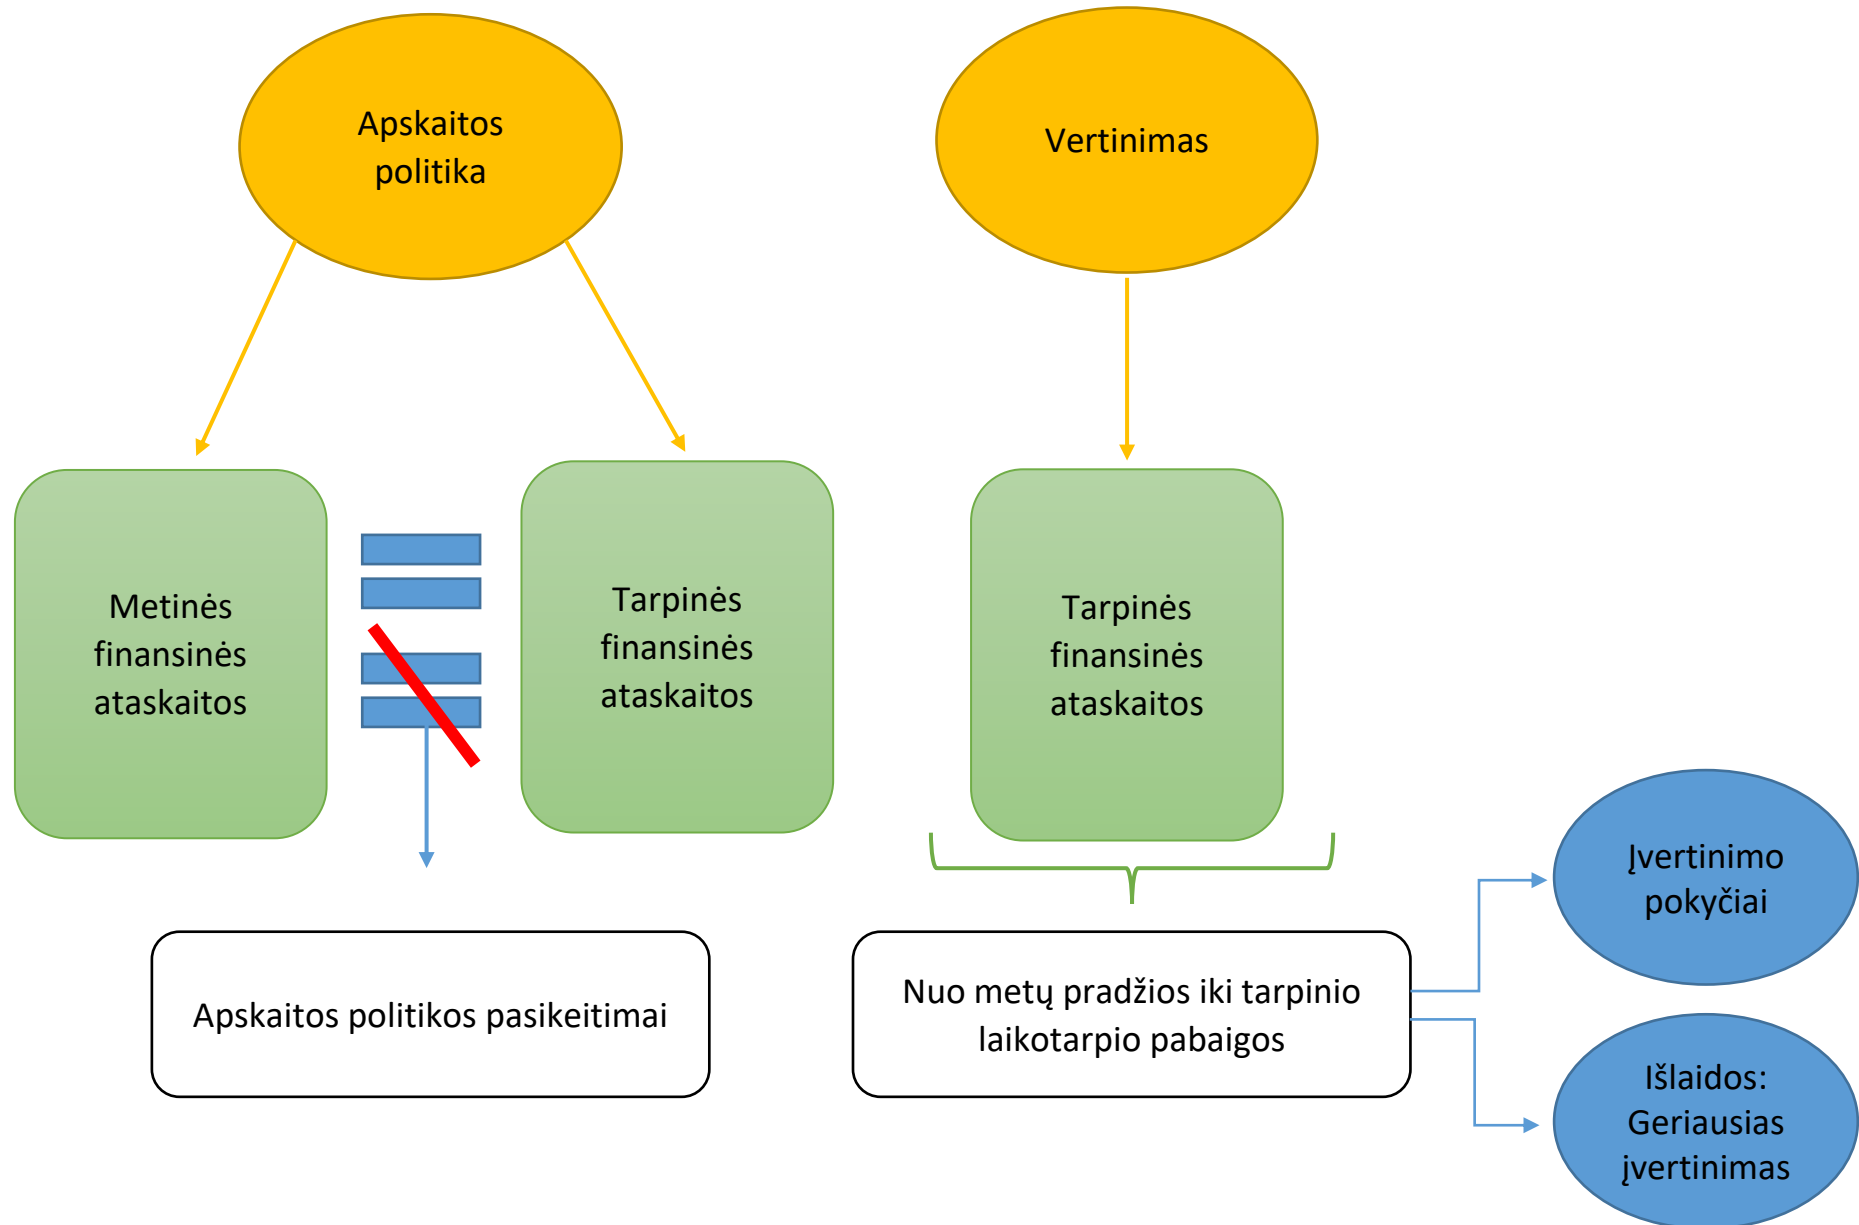 Apskaitos
politika
Vertinimas
Metinės
finansinės
ataskaitos
Tarpinės
finansinės
ataskaitos
Tarpinės
finansinės
ataskaitos
Apskaitos politikos pasikeitimai
Nuo metų pradžios iki tarpinio
laikotarpio pabaigos
Įvertinimo
pokyčiai
Išlaidos:
Geriausias
įvertinimas